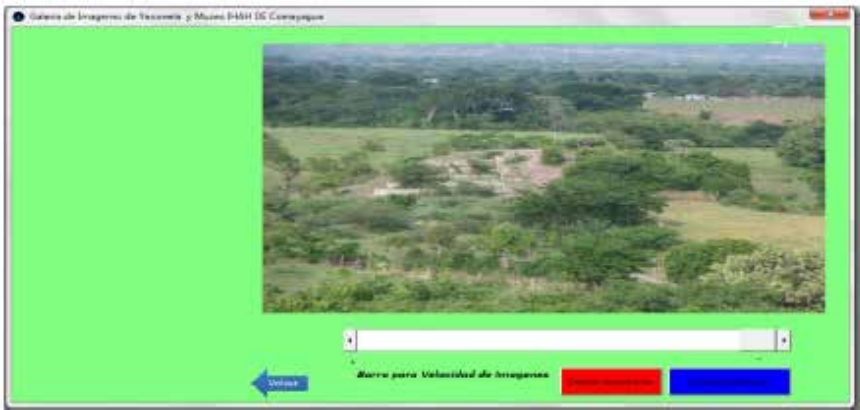 Galeria de Imagenes de Yarumela y Museo IHAH DE Comayagua
Barra para Velocidad de Imagenes
Volver